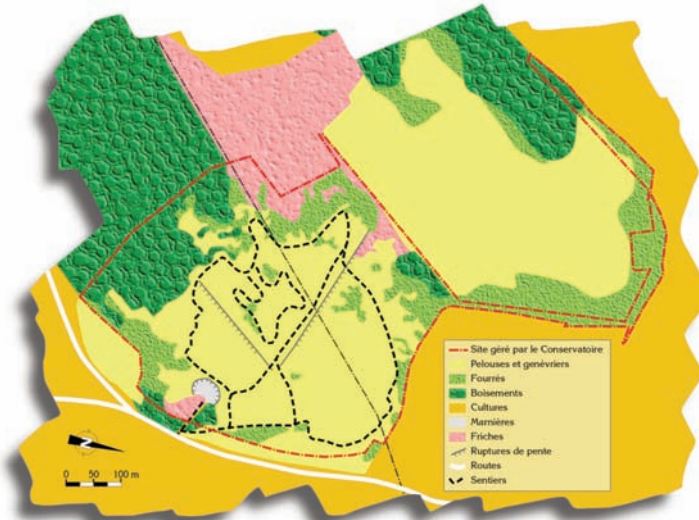 Site géré par le Conservatoire
Pelouses et genévriers
Fourrés
Boisements
Cultures
Marnières
Friches
Ruptures de pente
Routes
Sentiers
N
0 50 100 m